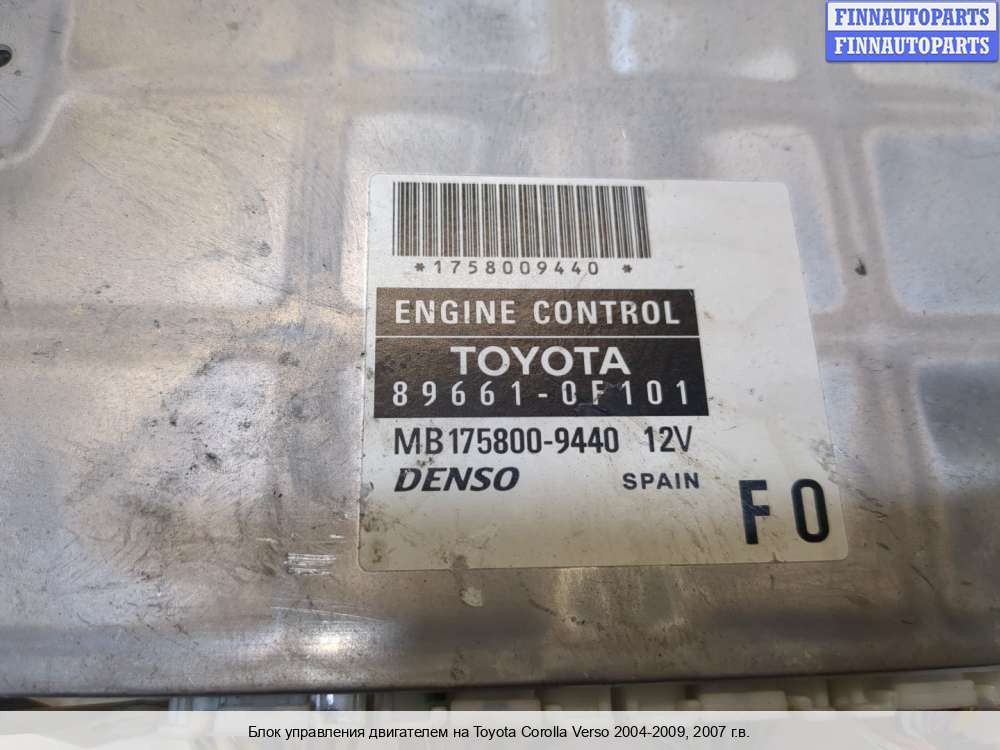 FINNAUTOPARTS
FINNAUTOPARTS
*1758009440 *
ENGINE CONTROL
TOYOTA
89661-0F101
MB175800-9440 12V
DENSO SPAIN
F0
Блок управления двигателем на Toyota Corolla Verso 2004-2009, 2007 г.в.